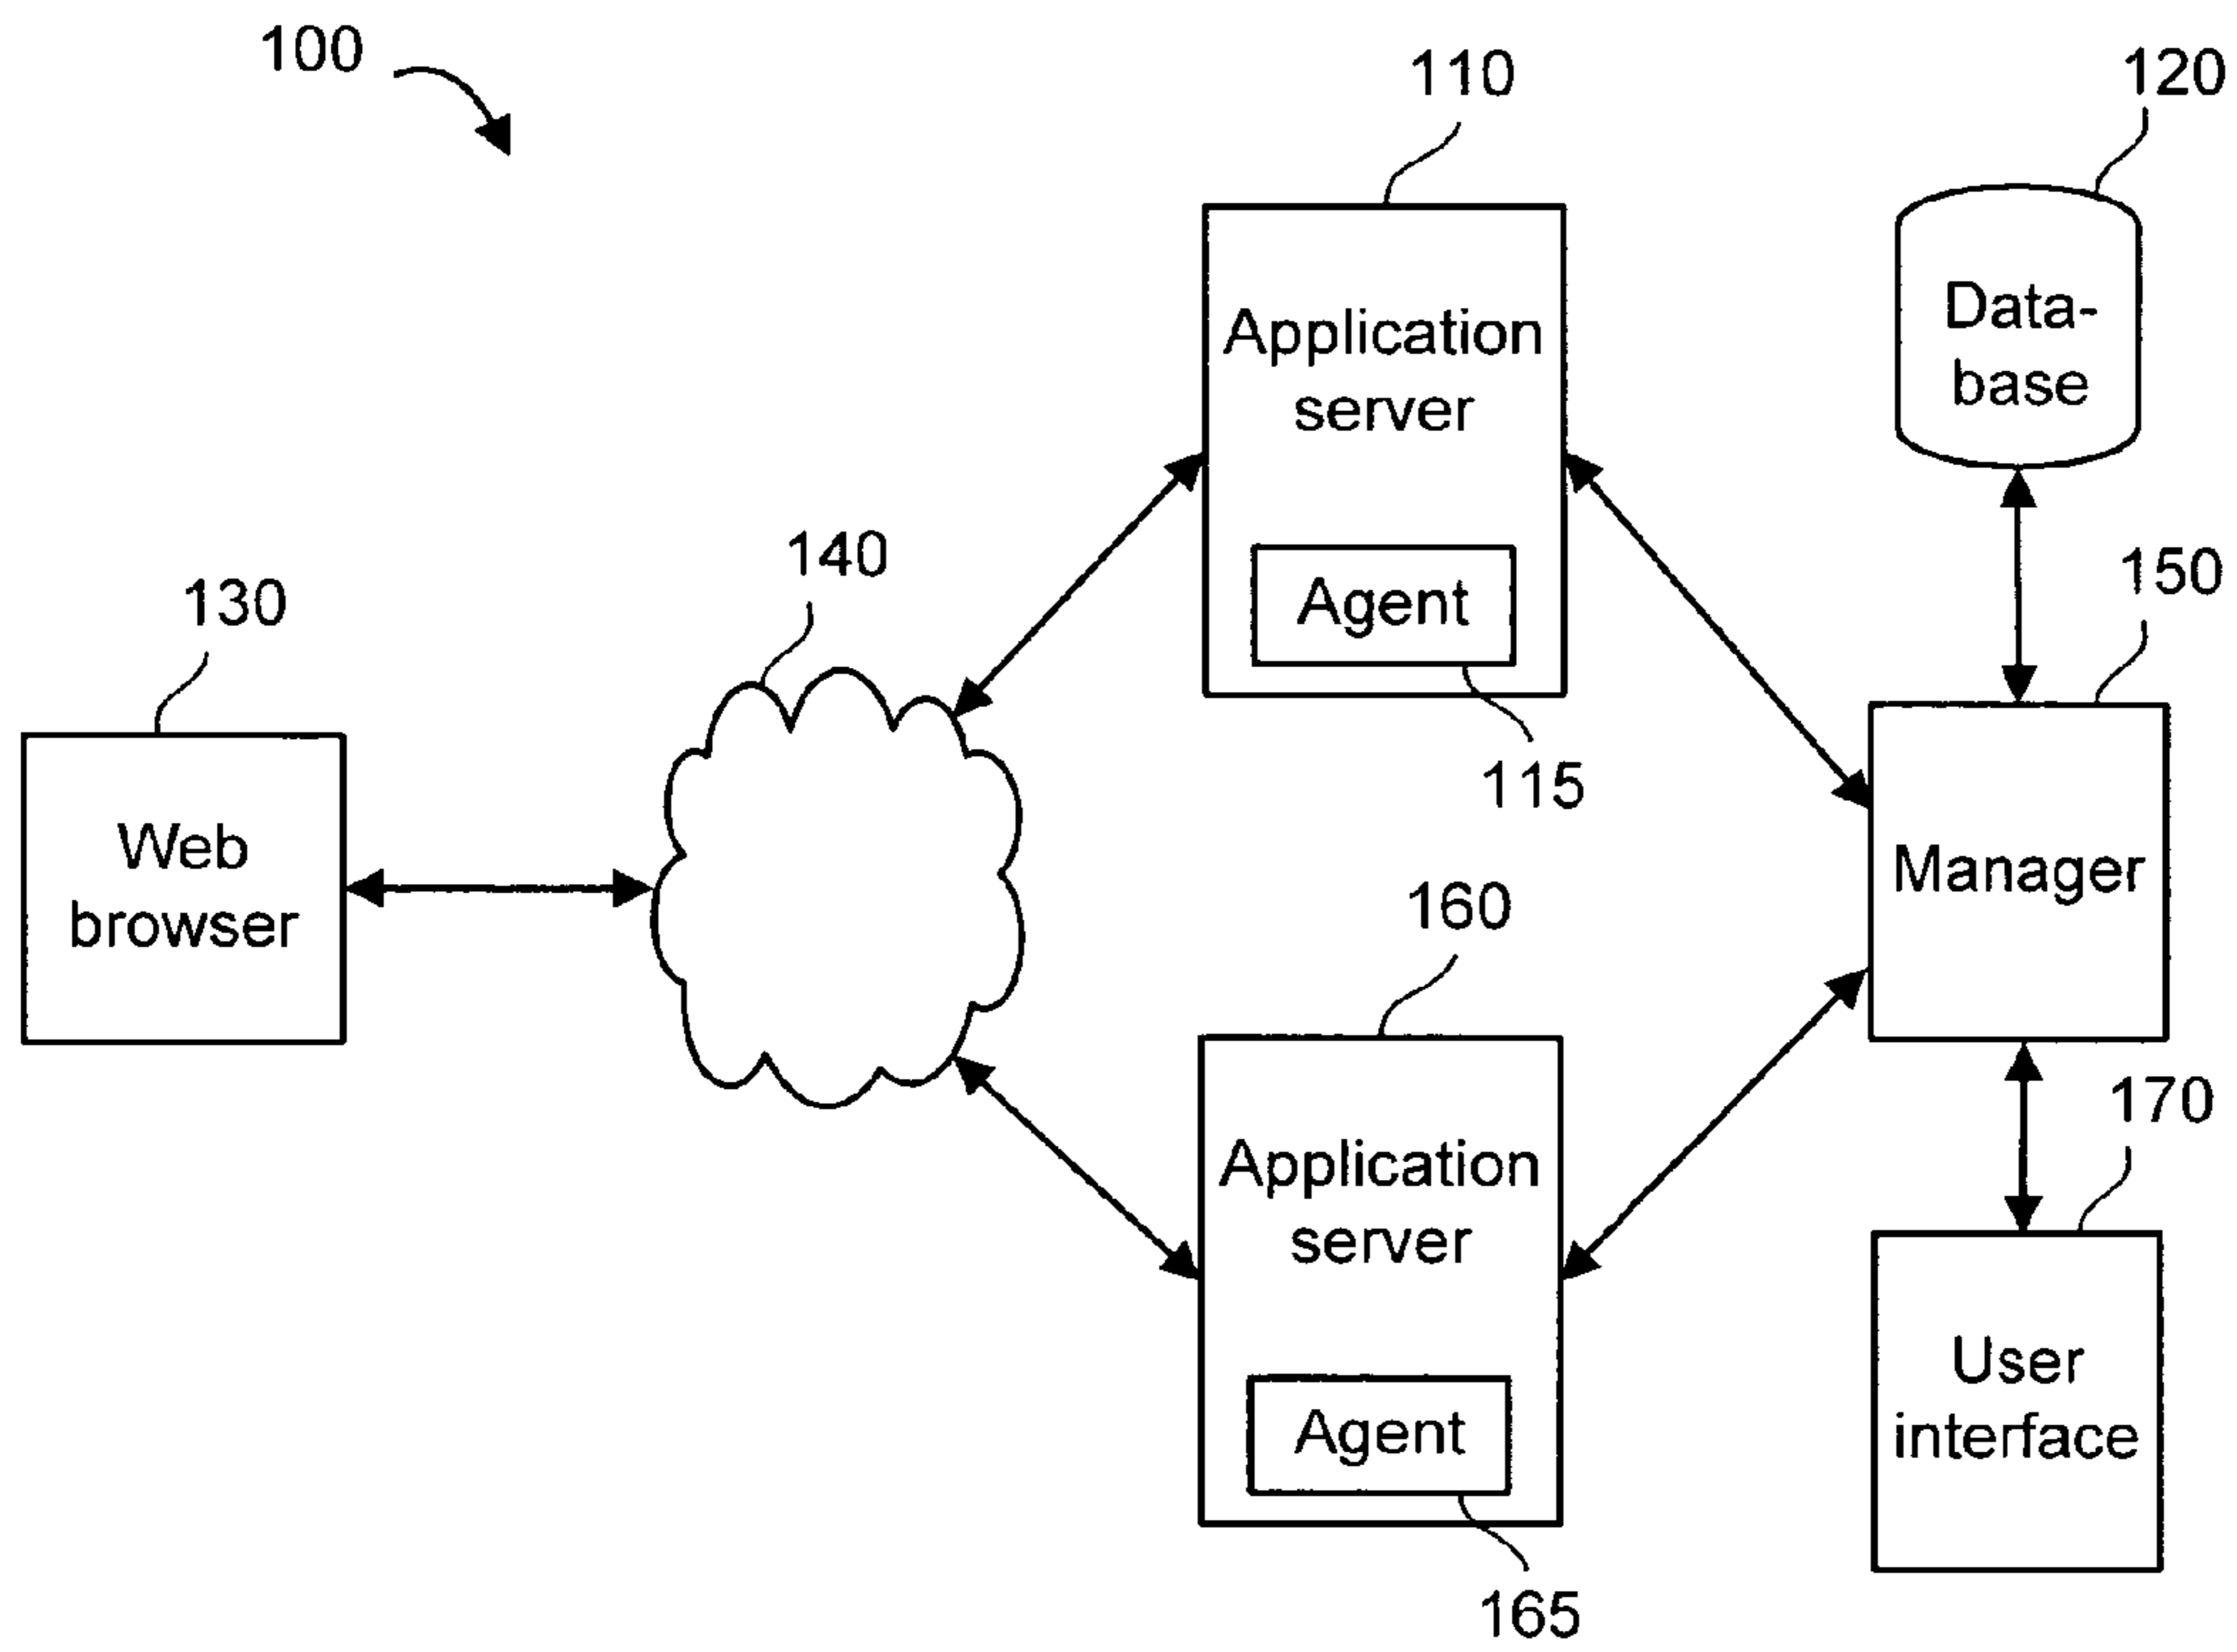 100
110
120
Application
server
Data-
base
140
130
Agent
150
115
Web
browser
Manager
160
170
Application
server
User
interface
Agent
165